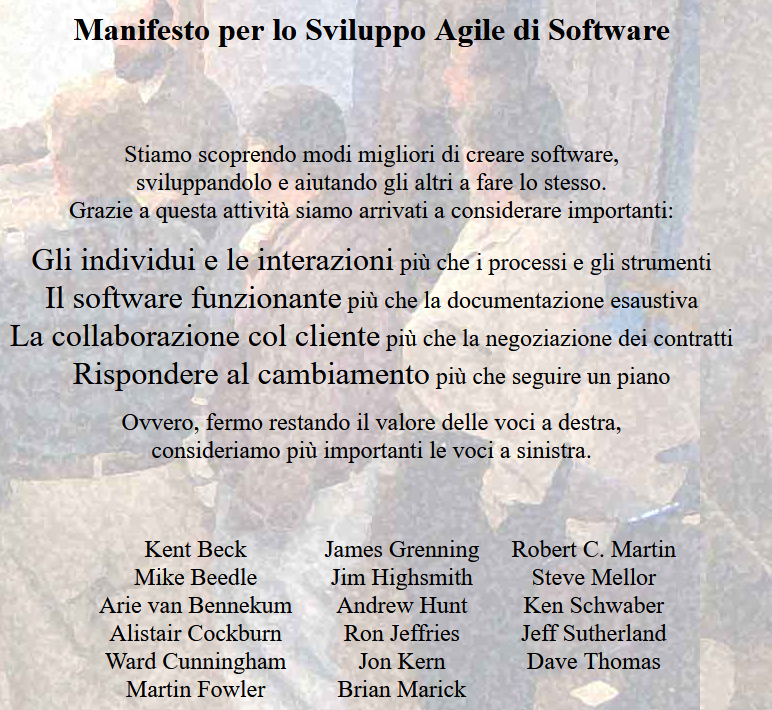 Manifesto per lo Sviluppo Agile di Software
Stiamo scoprendo modi migliori di creare software,
sviluppandolo e aiutando gli altri a fare lo stesso.
Grazie a questa attività siamo arrivati a considerare importanti:
Gli individui e le interazioni più che i processi e gli strumenti
Il software funzionante più che la documentazione esaustiva
La collaborazione col cliente più che la negoziazione dei contratti
Rispondere al cambiamento più che seguire un piano
Ovvero, fermo restando il valore delle voci a destra,
consideriamo più importanti le voci a sinistra.
Kent Beck
Mike Beedle
Arie van Bennekum
Alistair Cockburn
Ward Cunningham
Martin Fowler
James Grenning
Jim Highsmith
Andrew Hunt
Ron Jeffries
Jon Kern
Brian Marick
Robert C. Martin
Steve Mellor
Ken Schwaber
Jeff Sutherland
Dave Thomas